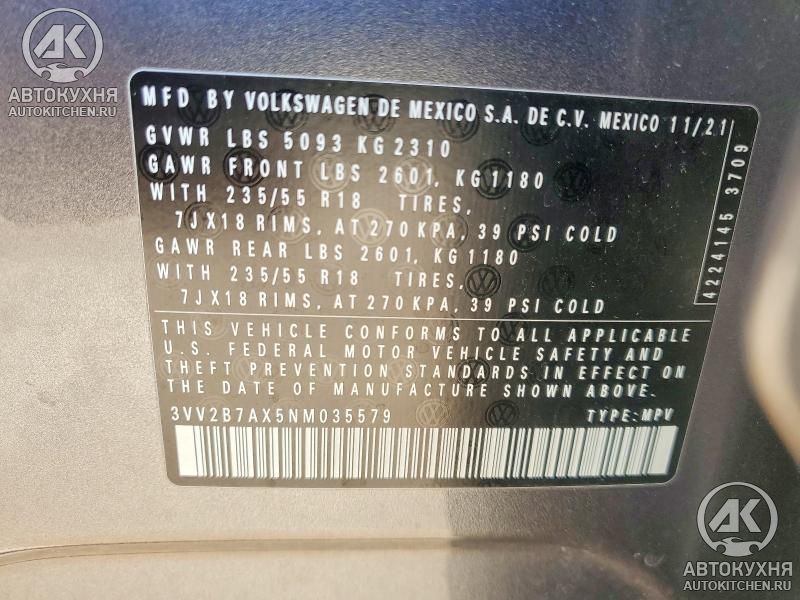 AK
АВТОКУХНЯ
AUTOKITCHEN.RU
MFD BY VOLKSWAGEN DE MEXICO S.A. DE C.V. MEXICO 11/21
GVWR LBS 5093 KG 2310
GAWR FRONT LBS 2601, KG 1180
WITH 235/55 R18 TIRES,
7JX18 RIMS, AT 270 KPA, 39 PSI COLD
GAWR REAR LBS 2601, KG 1180
WITH 235/55 R18 TIRES,
7JX18 RIMS, AT 270 KPA, 39 PSI COLD
THIS VEHICLE CONFORMS TO ALL APPLICABLE
U.S. FEDERAL MOTOR VEHICLE SAFETY AND
THEFT PREVENTION STANDARDS IN EFFECT ON
THE DATE OF MANUFACTURE SHOWN ABOVE.
3VV2B7AX5NM035579 TYPE: MPV
4224145 3709
AK
АВТОКУХНЯ
AUTOKITCHEN.RU